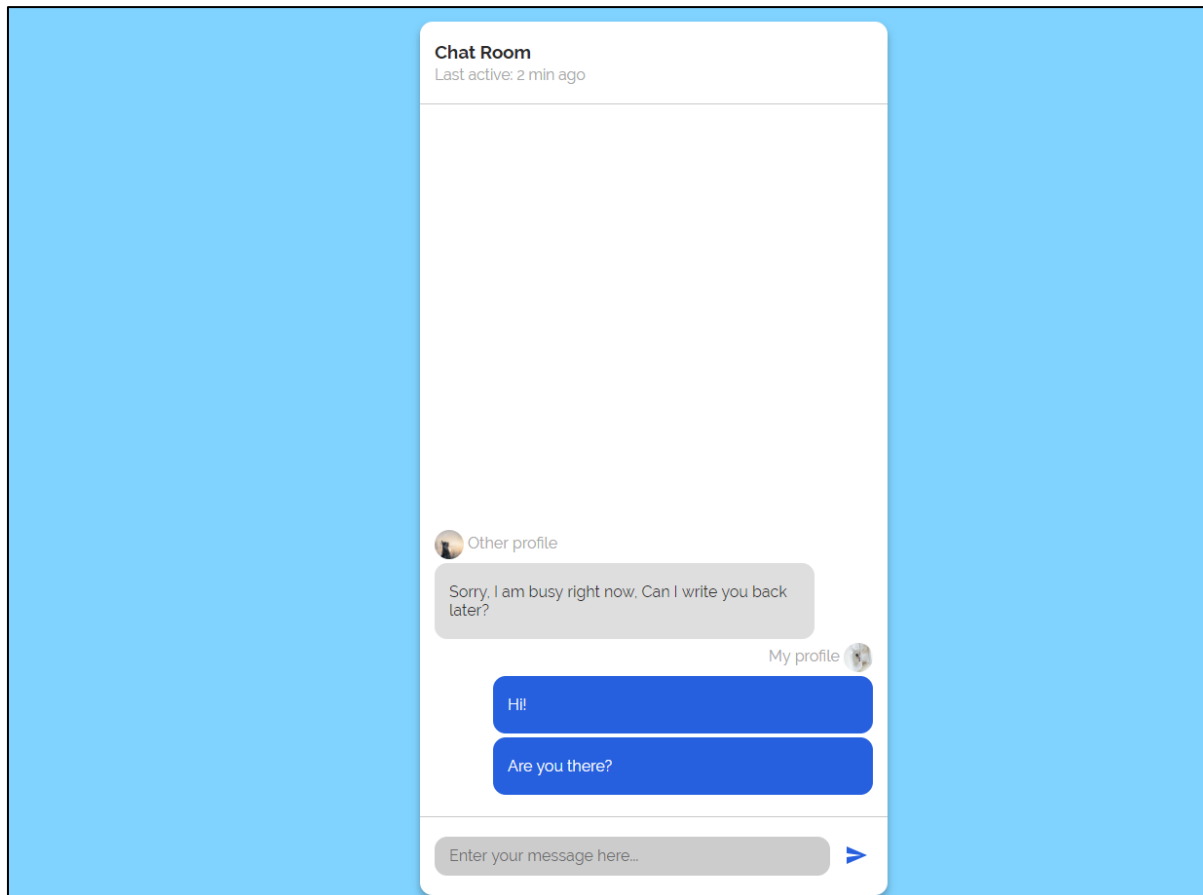 Chat Room
Last active: 2 min ago
Other profile
Sorry, I am busy right now, Can I write you back
later?
My profile
Hi!
Are you there?
Enter your message here...